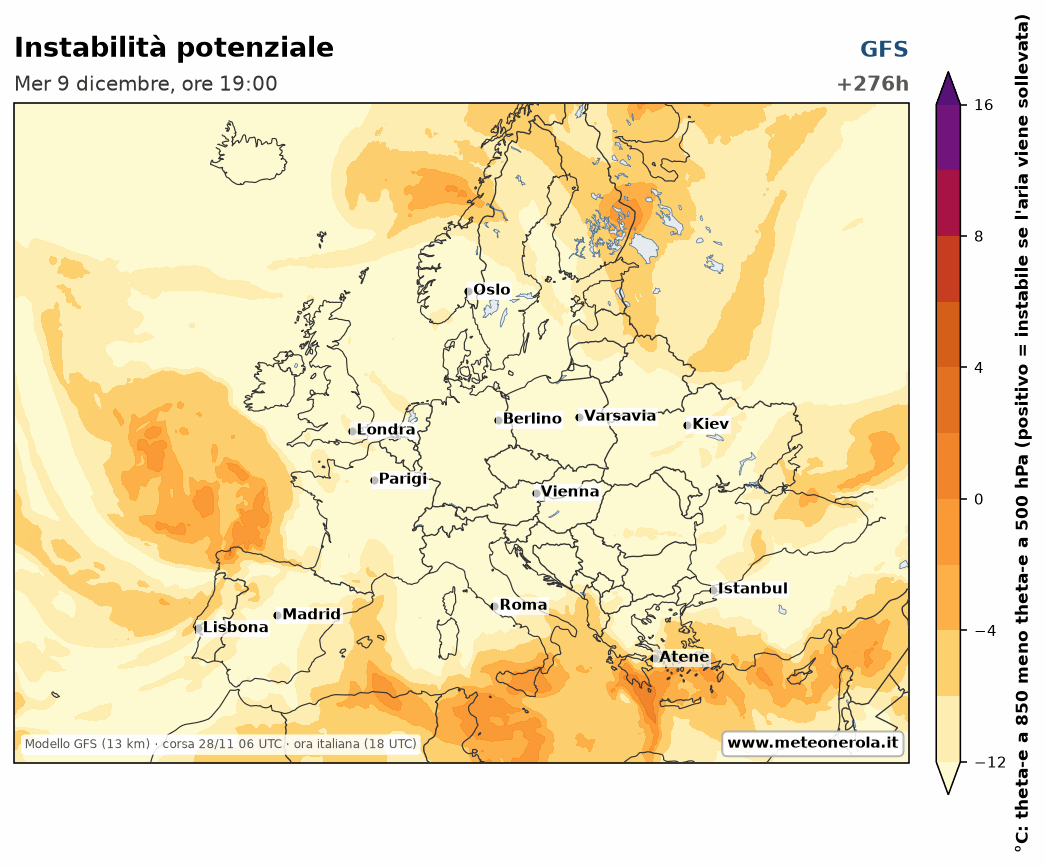 Instabilità potenziale
GFS
Mer 9 dicembre, ore 19:00
+276h
Oslo
Berlino
Varsavia
Kiev
Londra
Parigi
Vienna
Istanbul
Roma
Madrid
Lisbona
Atene
Modello GFS (13 km) · corsa 28/11 06 UTC · ora italiana (18 UTC)
www.meteonerola.it
16
8
4
0
−4
−12
°C: theta-e a 850 meno theta-e a 500 hPa (positivo = instabile se l'aria viene sollevata)